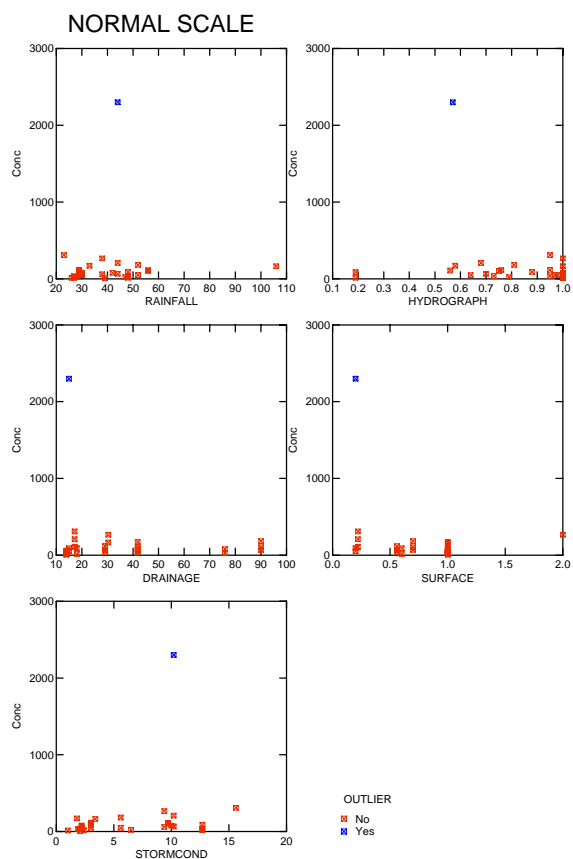 NORMAL SCALE
3000
2000
1000
0
Conc
20 30 40 50 60 70 80 90 100 110
RAINFALL
3000
2000
1000
0
Conc
0.1 0.2 0.3 0.4 0.5 0.6 0.7 0.8 0.9 1.0
HYDROGRAPH
3000
2000
1000
0
Conc
10 20 30 40 50 60 70 80 90 100
DRAINAGE
3000
2000
1000
0
Conc
0.0 0.5 1.0 1.5 2.0
SURFACE
3000
2000
1000
0
Conc
0 5 10 15 20
STORMCOND
OUTLIER
No
Yes